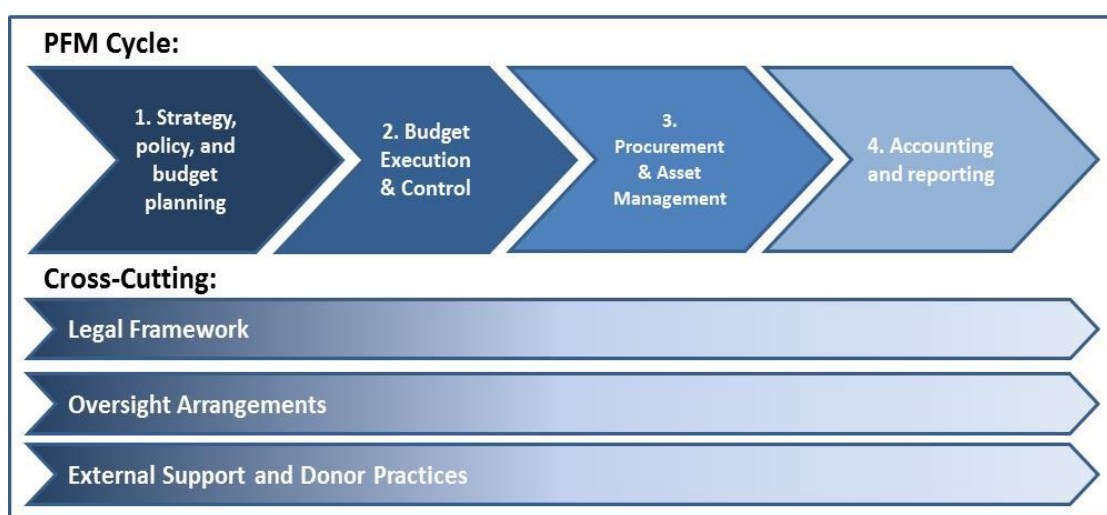 PFM Cycle:
1. Strategy,
policy, and
budget
planning
2. Budget
Execution
& Control
3.
Procurement
& Asset
Management
4. Accounting
and reporting
Cross-Cutting:
Legal Framework
Oversight Arrangements
External Support and Donor Practices